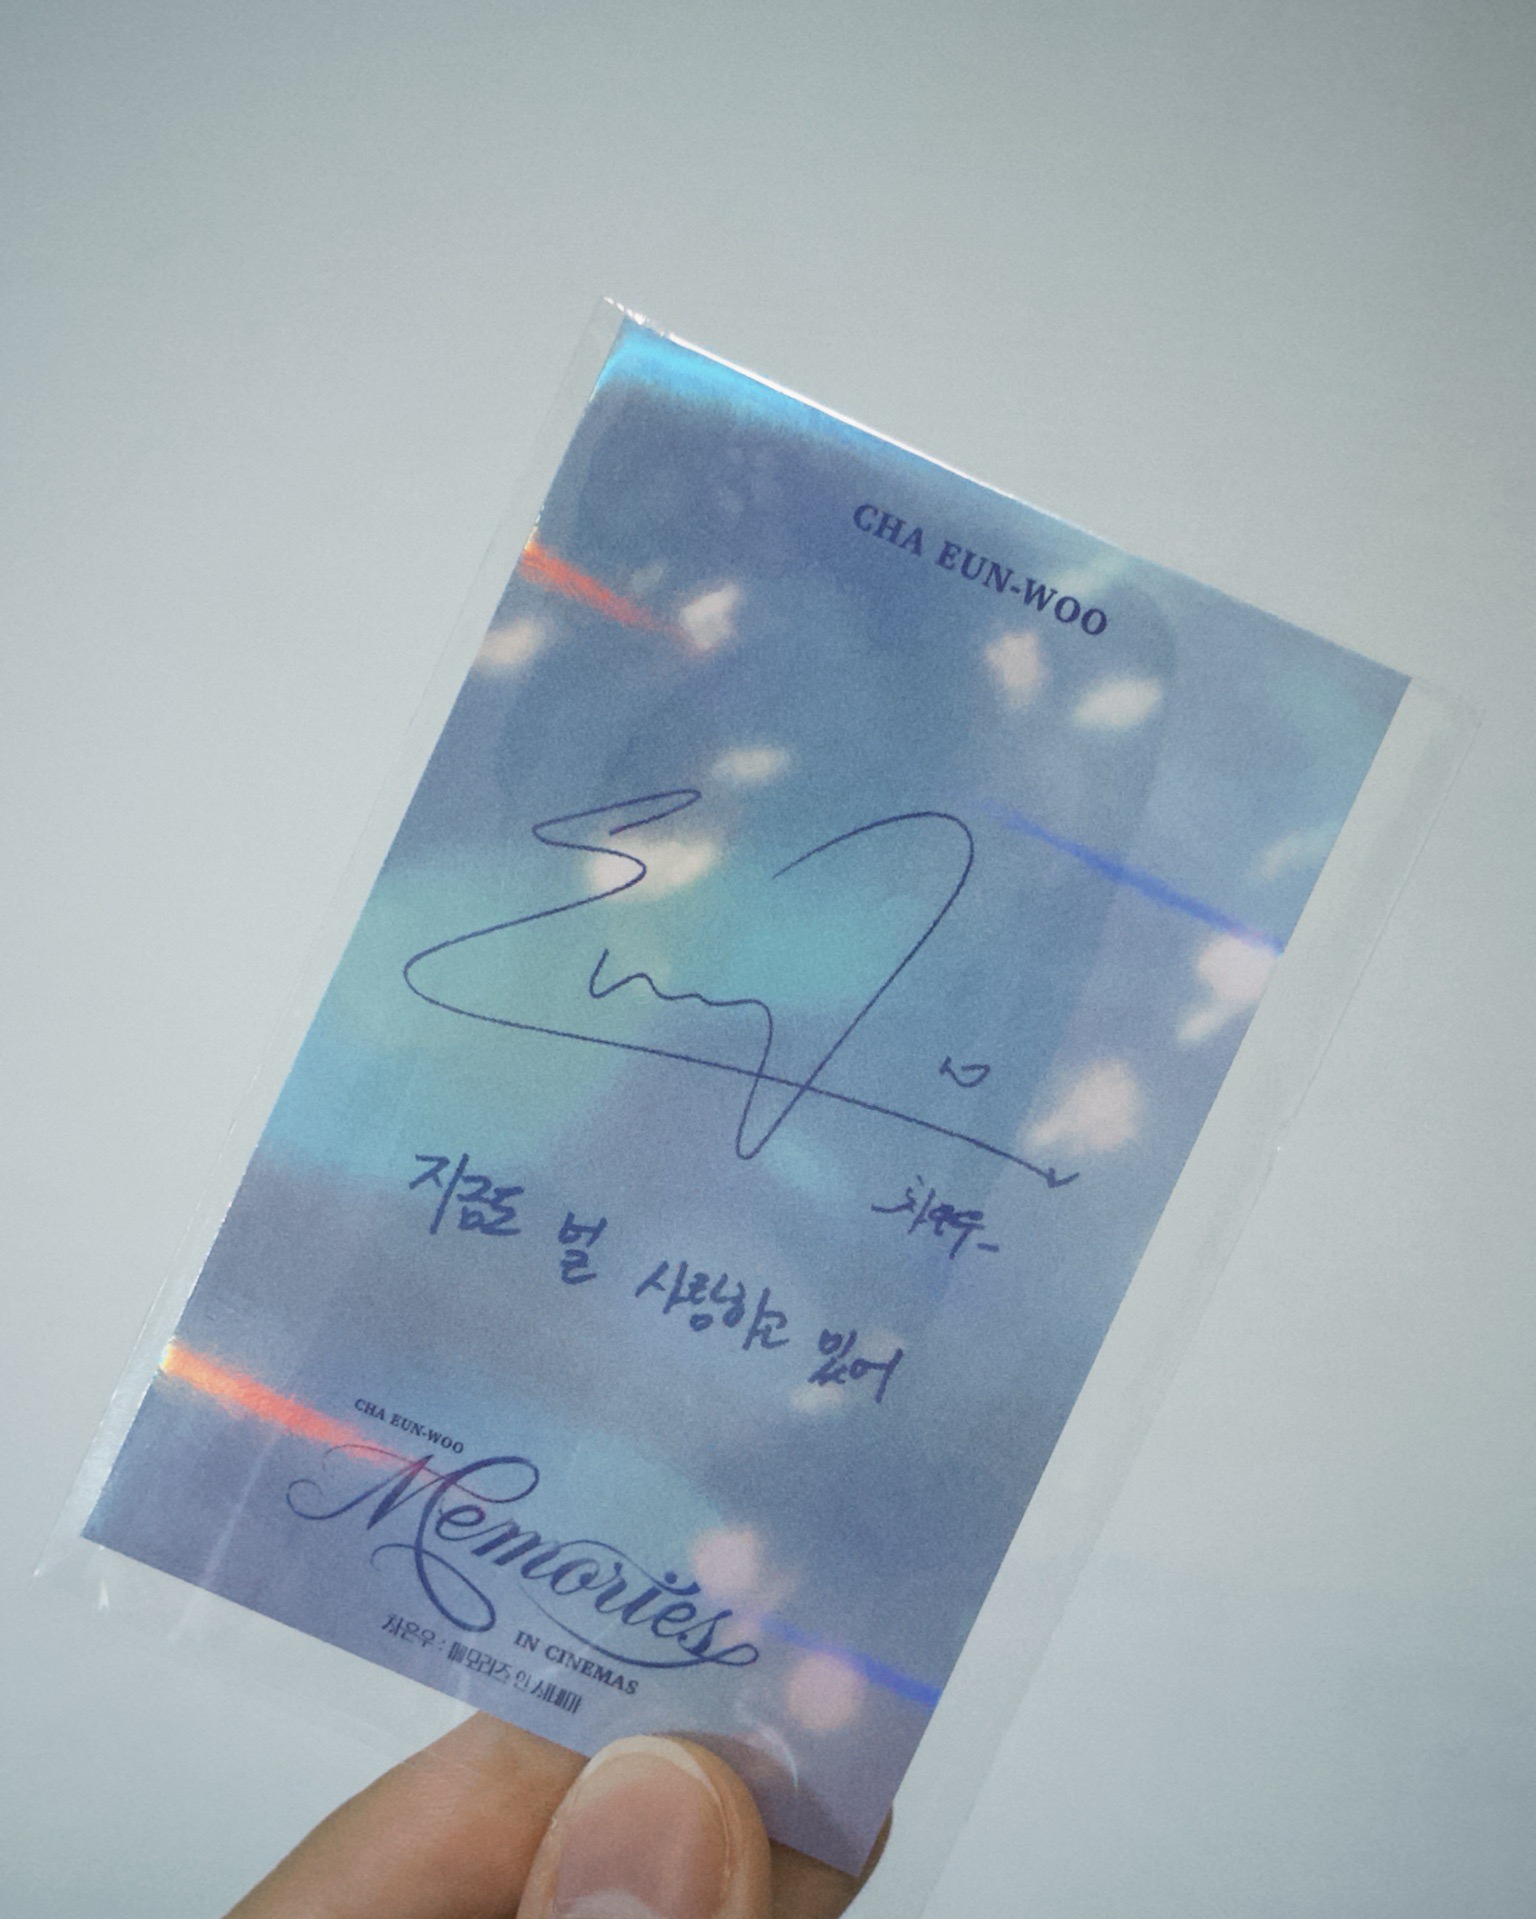 CHA EUN-WOO
차은우
지금도 널 사랑하고 있어
CHA EUN-WOO
Memories
IN CINEMAS
차은우 : 메모리즈 인 시네마